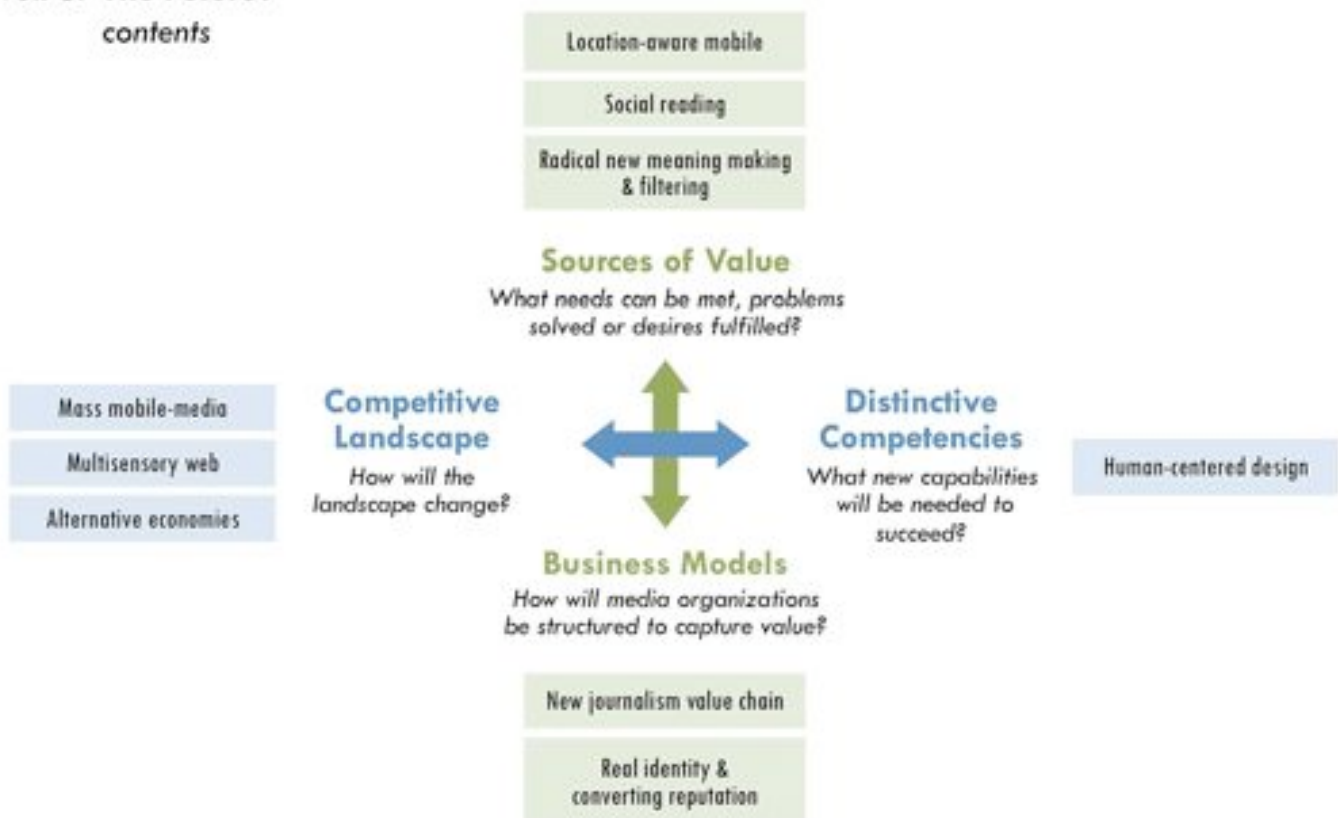 contents
Location-aware mobile
Social reading
Radical new meaning making
& filtering
Sources of Value
What needs can be met, problems
solved or desires fulfilled?
Mass mobile-media
Multisensory web
Alternative economies
Competitive
Landscape
How will the
landscape change?
Distinctive
Competencies
What new capabilities
will be needed to
succeed?
Human-centered design
Business Models
How will media organizations
be structured to capture value?
New journalism value chain
Real identity &
converting reputation